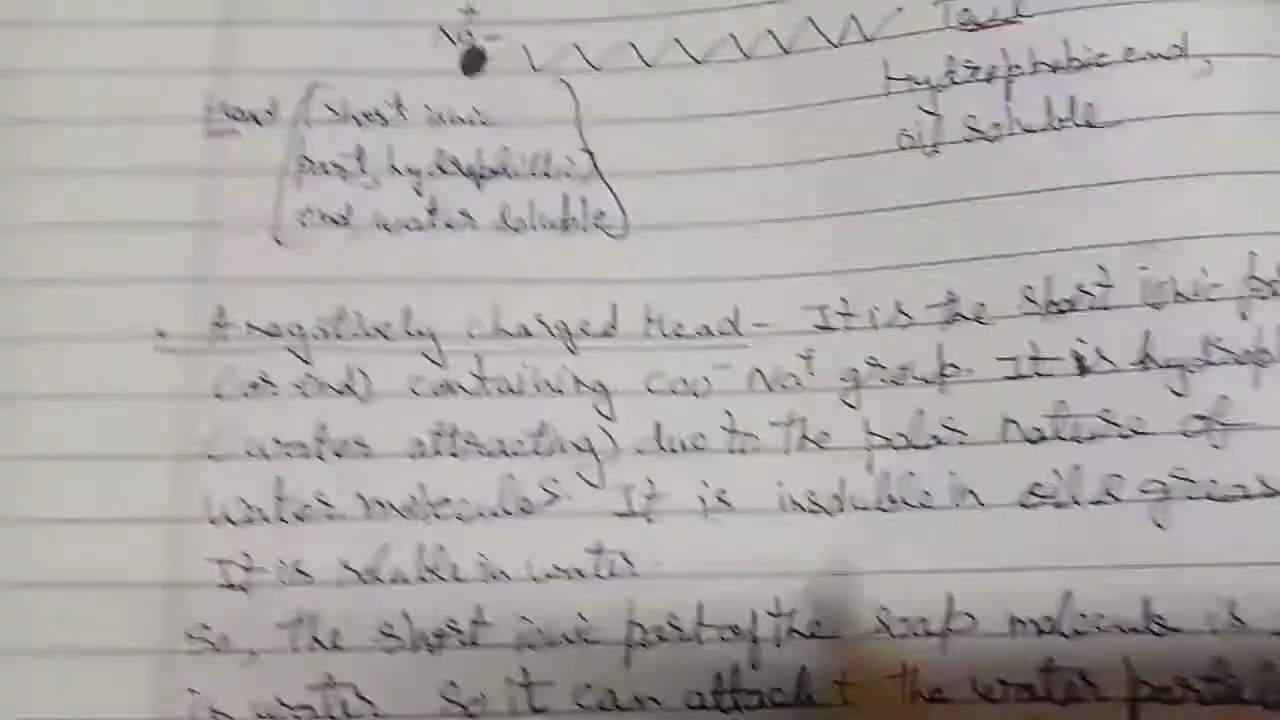 Na+ Tail
hydrophobic end,
oil soluble
Head (short ionic
part, hydrophilic
end water soluble)
. A negatively charged Head - It is the short ionic
(or end) containing COO- Na+ group. It is
(water attracting) due to the polar nature of
water molecules. It is insoluble in oil &
It is soluble in water.
So, the short ionic part of the soap molecule is
in water. So it can attach t the water